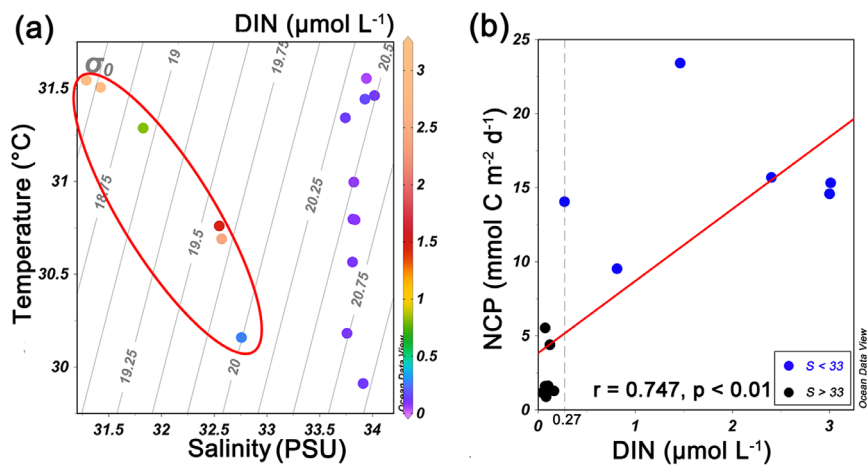 (a)
DIN (µmol L⁻¹)
σ₀
19
19.75
20.5
18.75
20.25
19.5
20.75
19.25
20
31.5
31
30.5
30
Temperature (°C)
31.5
32
32.5
33
33.5
34
Salinity (PSU)
3
2.5
2
1.5
1
0.5
0
Ocean Data View
(b)
25
20
15
10
5
0
NCP (mmol C m⁻² d⁻¹)
S < 33
S > 33
r = 0.747, p < 0.01
0
0.27
1
2
3
DIN (µmol L⁻¹)
Ocean Data View